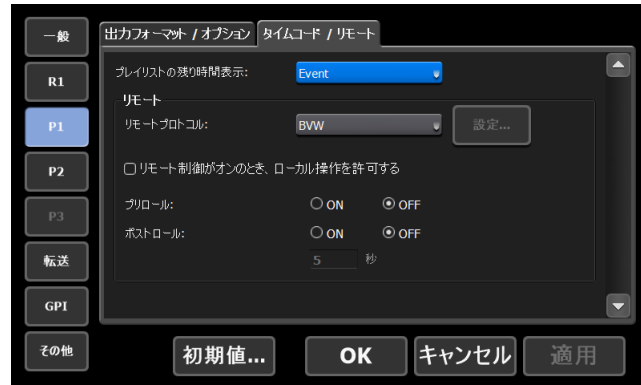 一般
R1
P1
P2
P3
転送
GPI
その他
出力フォーマット / オプション
タイムコード / リモート
プレイリストの残り時間表示:
Event
リモート
リモートプロトコル:
BVW
設定...
リモート制御がオンのとき、ローカル操作を許可する
プリロール:
ON
OFF
ポストロール:
ON
OFF
5
秒
初期値...
OK
キャンセル
適用